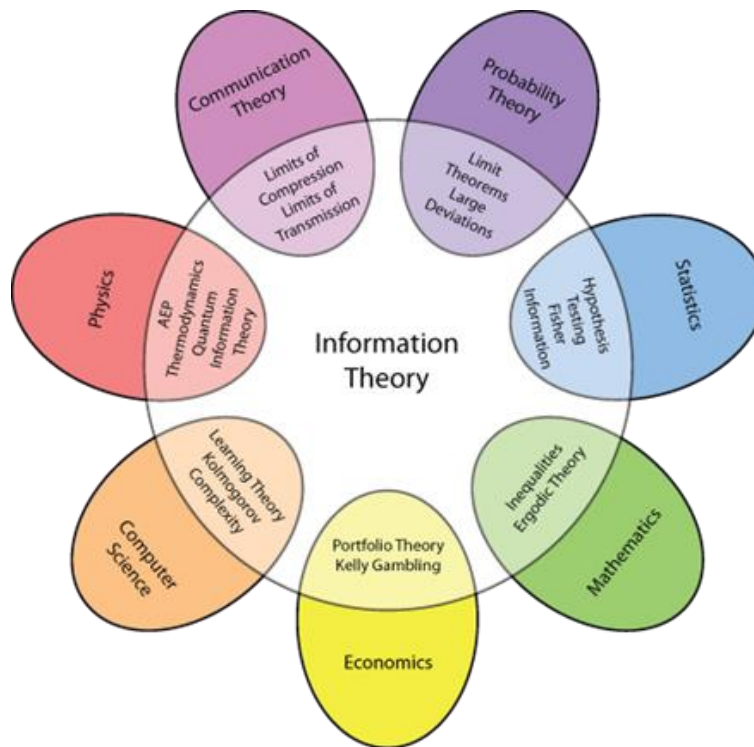 Communication
Theory
Limits of
Compression
Limits of
Transmission
Probability
Theory
Limit
Theorems
Large
Deviations
Physics
AEP
Thermodynamics
Quantum
Information
Theory
Information
Theory
Statistics
Hypothesis
Testing
Fisher
Information
Computer
Science
Learning Theory
Kolmogorov
Complexity
Portfolio Theory
Kelly Gambling
Economics
Inequalities
Ergodic Theory
Mathematics